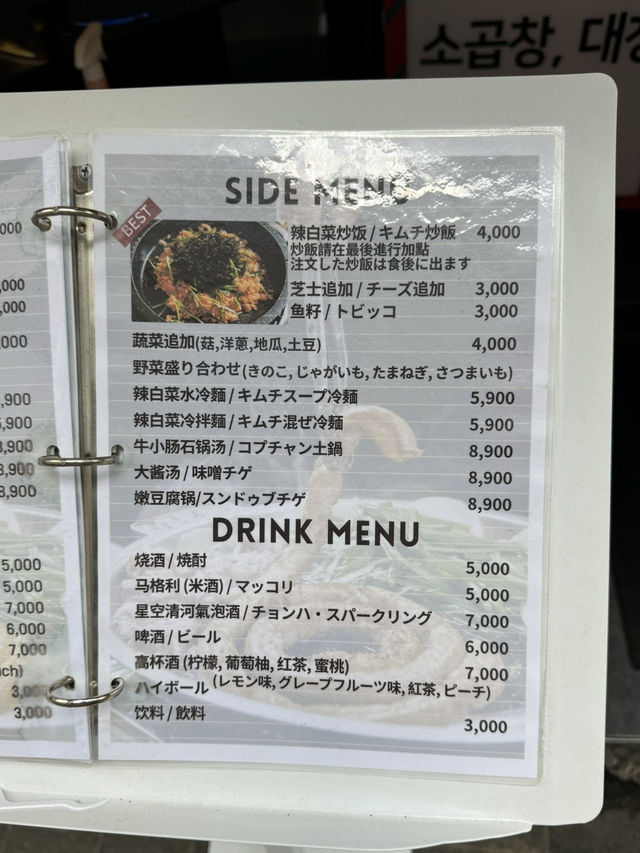 소곱창, 대창
000
,000
,000
,000
,900
5,900
8,900
8,900
8,900
5,000
5,000
7,000
6,000
7,000
ach)
3,000
3,000
SIDE MENU
BEST
辣白菜炒饭 / キムチ炒飯 4,000
炒飯請在最後進行加點
注文した炒飯は食後に出ます
芝士追加 / チーズ追加 3,000
鱼籽 / トビッコ 3,000
蔬菜追加(菇,洋蔥,地瓜,土豆) 4,000
野菜盛り合わせ(きのこ, じゃがいも, たまねぎ, さつまいも)
辣白菜水冷麵 / キムチスープ冷麵 5,900
辣白菜冷拌麵 / キムチ混ぜ冷麵 5,900
牛小肠石锅汤 / コプチャン土鍋 8,900
大酱汤 / 味噌チゲ 8,900
嫩豆腐锅/スンドゥブチゲ 8,900
DRINK MENU
烧酒 / 焼酎 5,000
马格利 (米酒) / マッコリ 5,000
星空清河氣泡酒 / チョンハ・スパークリング 7,000
啤酒 / ビール 6,000
高杯酒 (柠檬, 葡萄柚, 红茶, 蜜桃) 7,000
ハイボール (レモン味, グレープフルーツ味, 紅茶, ピーチ)
饮料 / 飲料 3,000